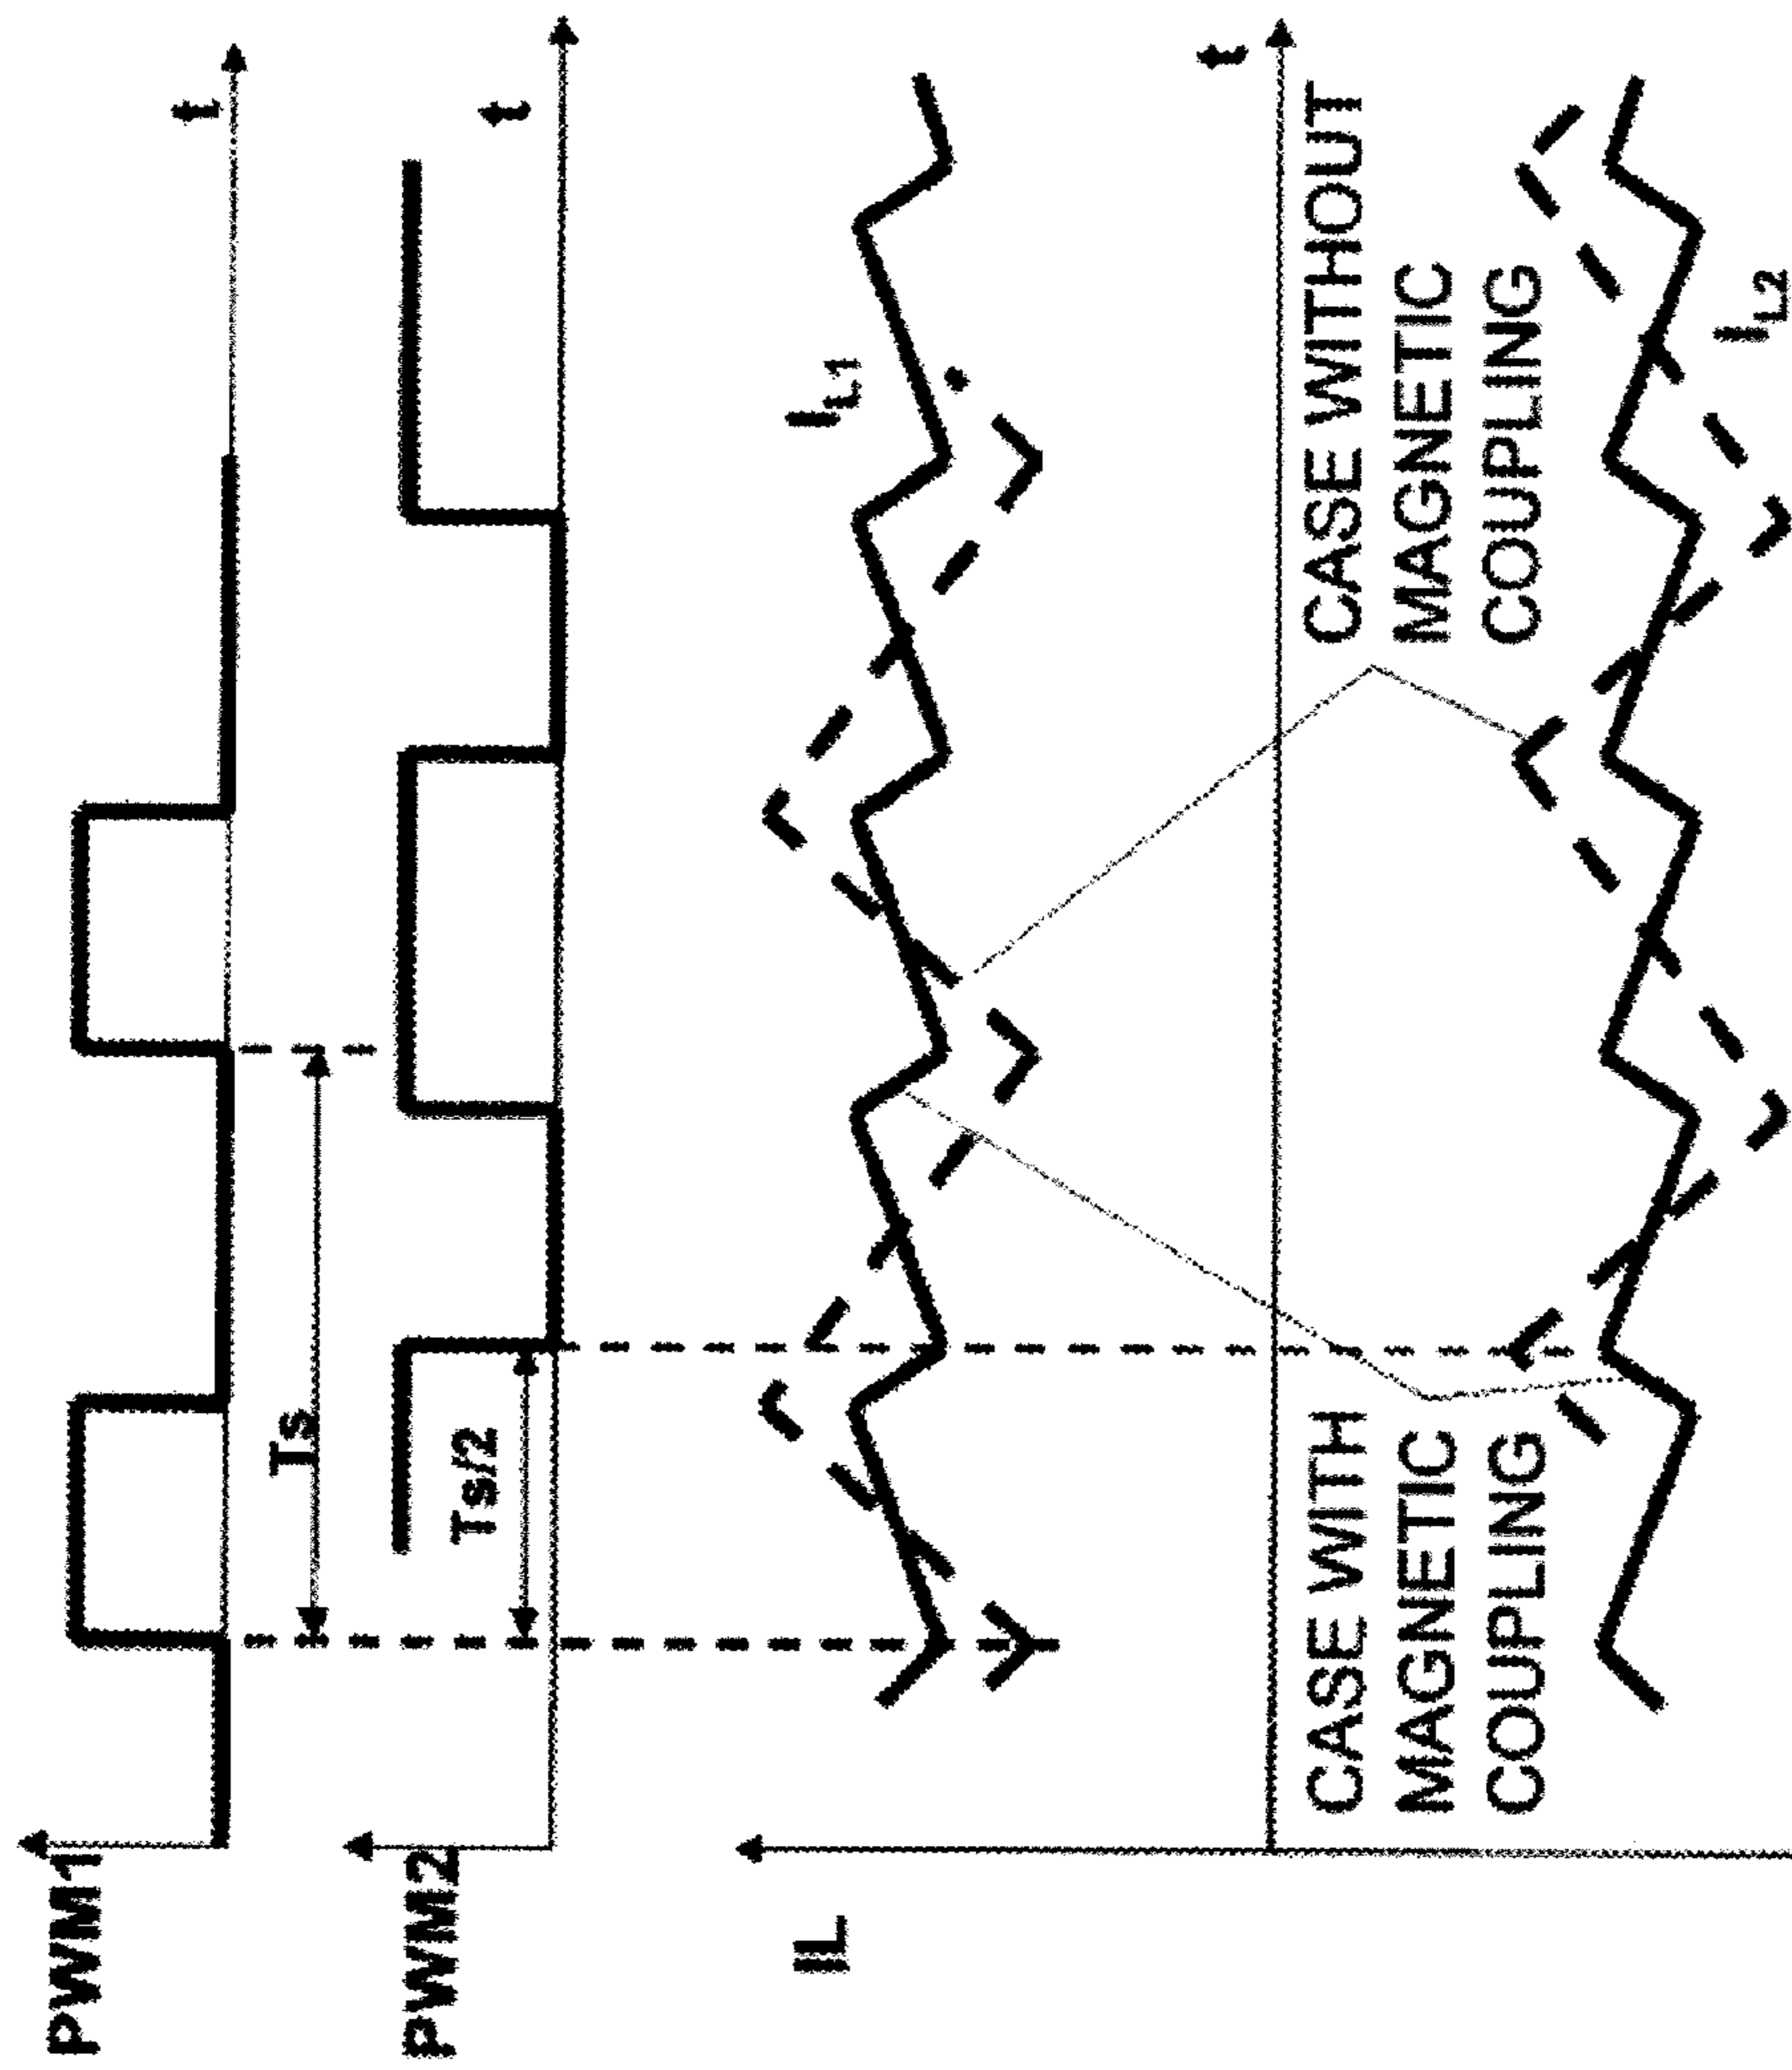 PWM1
t
Ts
PWM2
t
Ts/2
IL
IL1
t
CASE WITH
MAGNETIC
COUPLING
CASE WITHOUT
MAGNETIC
COUPLING
IL2